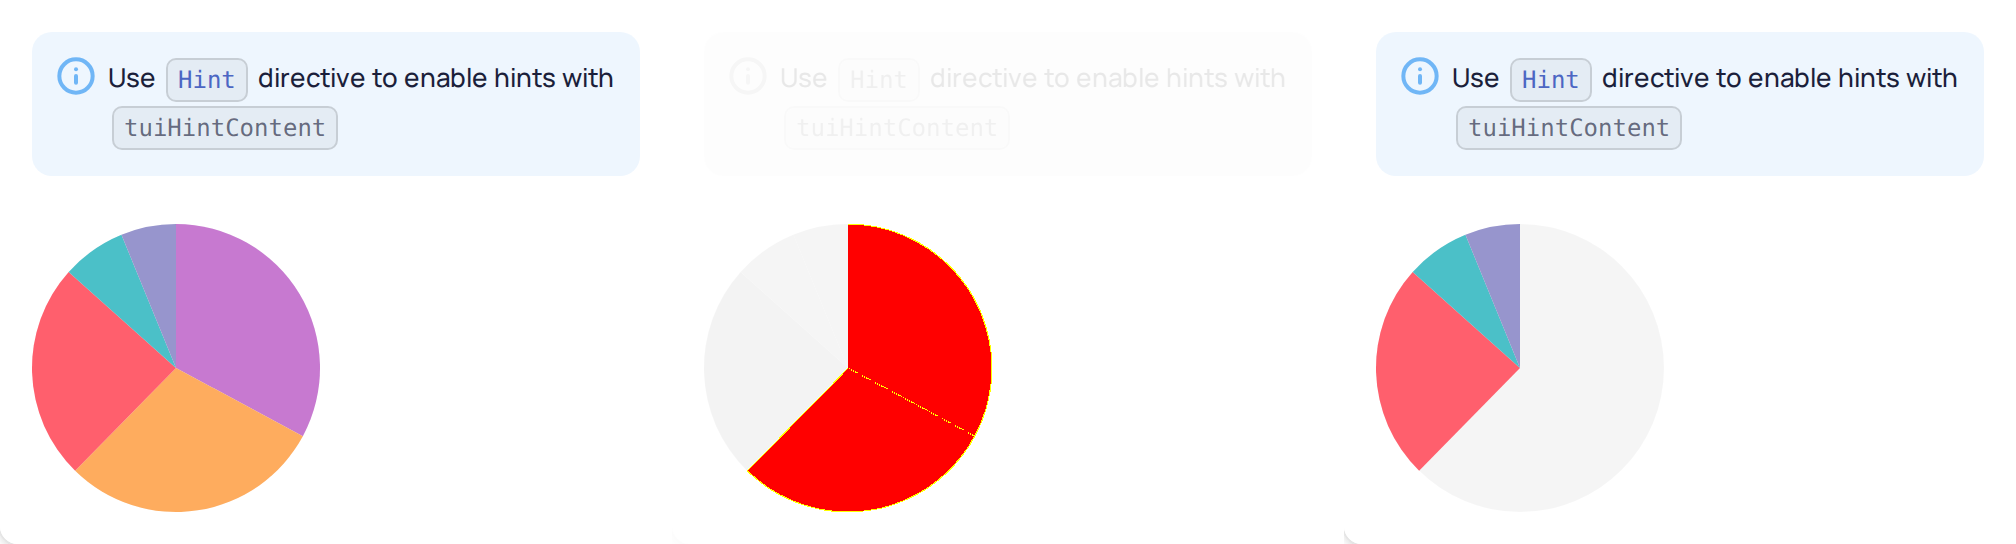 Use Hint directive to enable hints with
tuiHintContent
Use Hint directive to enable hints with
tuiHintContent
Use Hint directive to enable hints with
tuiHintContent